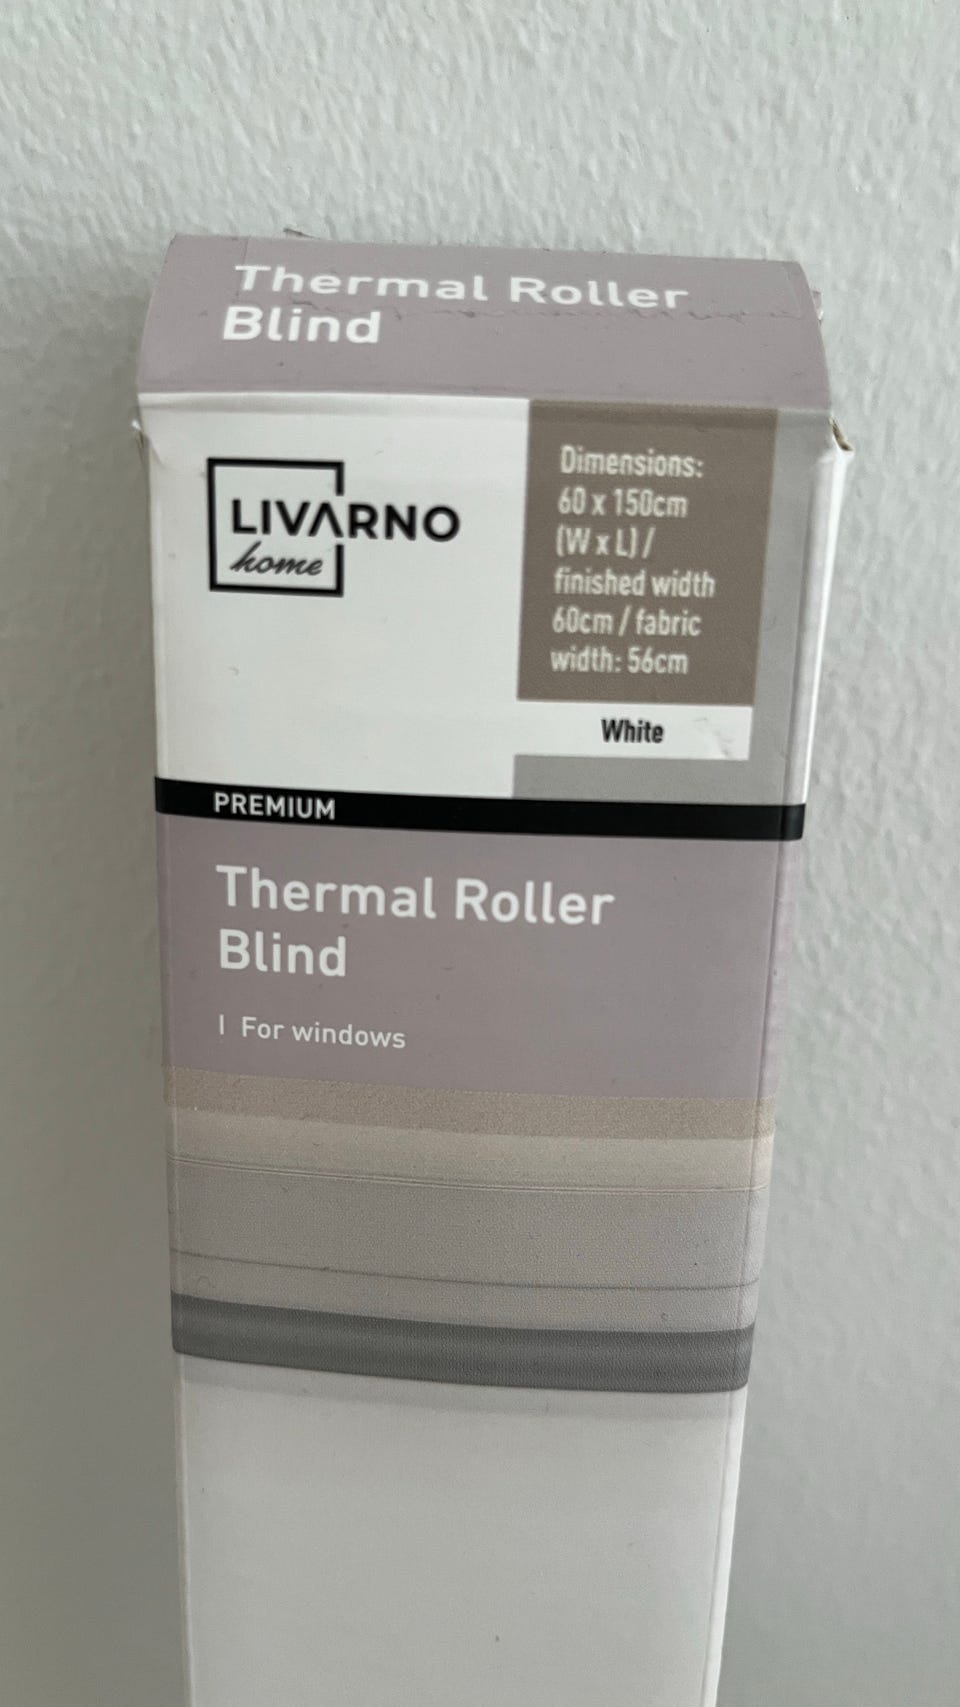 Thermal Roller
Blind
LIVARNO
home
Dimensions:
60 x 150cm
(W x L) /
finished width
60cm / fabric
width: 56cm
White
PREMIUM
Thermal Roller
Blind
| For windows